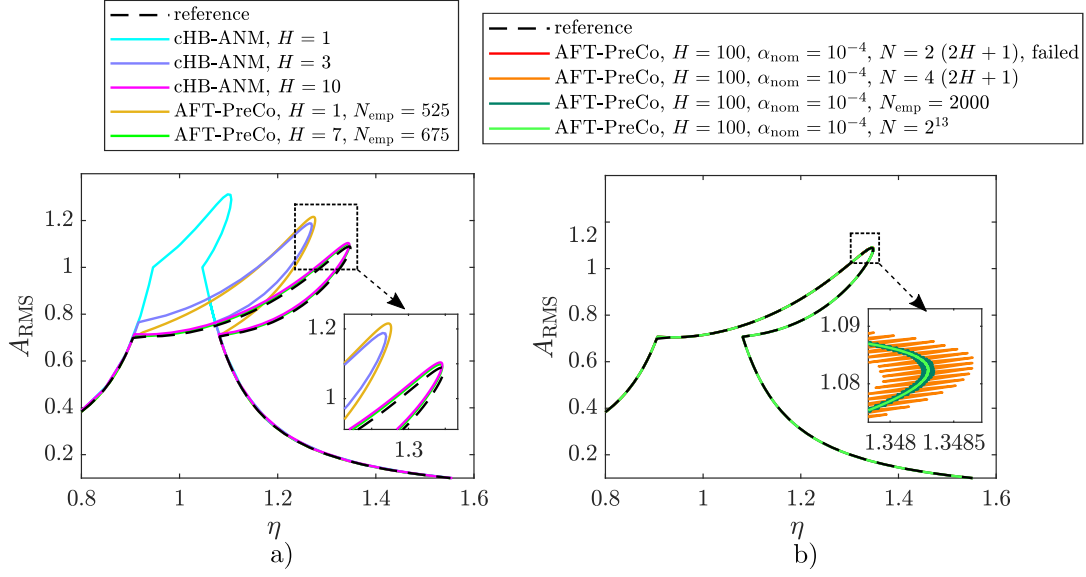 reference
cHB-ANM, H = 1
cHB-ANM, H = 3
cHB-ANM, H = 10
AFT-PreCo, H = 1, N_emp = 525
AFT-PreCo, H = 7, N_emp = 675
reference
AFT-PreCo, H = 100, α_nom = 10^-4, N = 2 (2H + 1), failed
AFT-PreCo, H = 100, α_nom = 10^-4, N = 4 (2H + 1)
AFT-PreCo, H = 100, α_nom = 10^-4, N_emp = 2000
AFT-PreCo, H = 100, α_nom = 10^-4, N = 2^13
A_RMS
1.2
1
0.8
0.6
0.4
0.2
0.8 1 1.2 1.4 1.6
η
1.2
1
1.3
a)
A_RMS
1.2
1
0.8
0.6
0.4
0.2
0.8 1 1.2 1.4 1.6
η
1.09
1.08
1.348 1.3485
b)